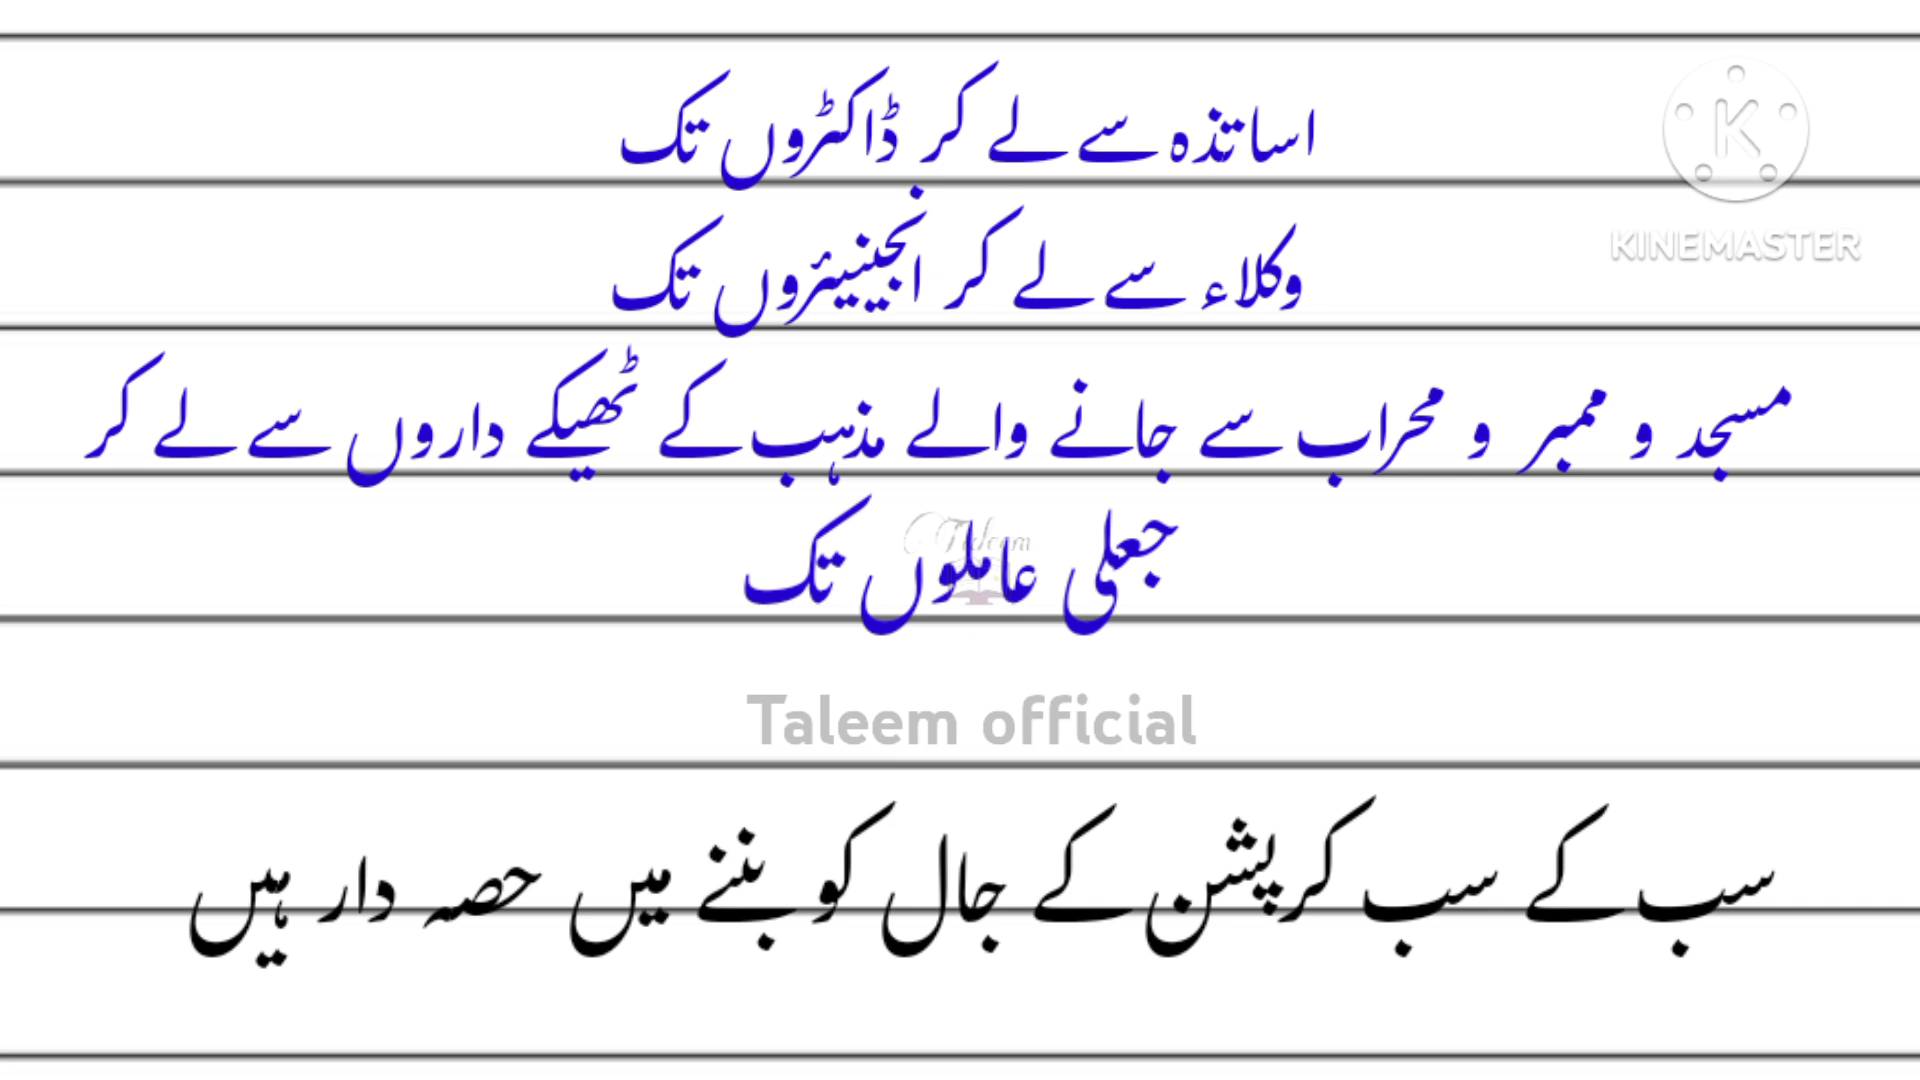 اساتذہ سے لے کر ڈاکٹروں تک
وکلاء سے لے کر انجینیئروں تک
KINEMASTER
مسجد و ممبر و محراب سے جانے والے مذہب کے ٹھیکے داروں سے لے کر
جعلی عاملوں تک
Taleem
Taleem official
سب کے سب کرپشن کے جال کو بننے میں حصہ دار ہیں